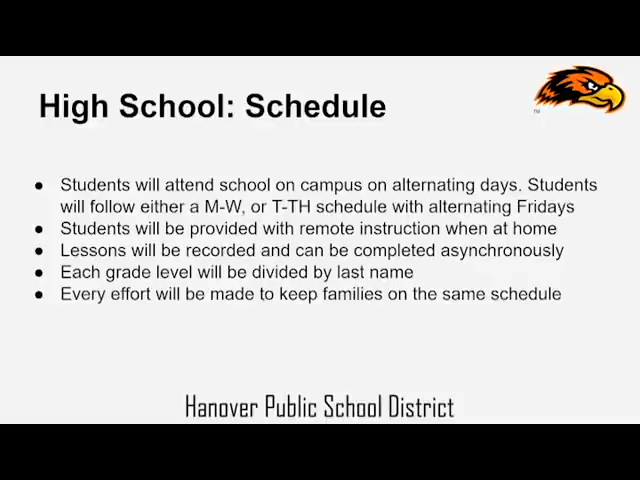 High School: Schedule
TM
● Students will attend school on campus on alternating days. Students
will follow either a M-W, or T-TH schedule with alternating Fridays
● Students will be provided with remote instruction when at home
● Lessons will be recorded and can be completed asynchronously
● Each grade level will be divided by last name
● Every effort will be made to keep families on the same schedule
Hanover Public School District